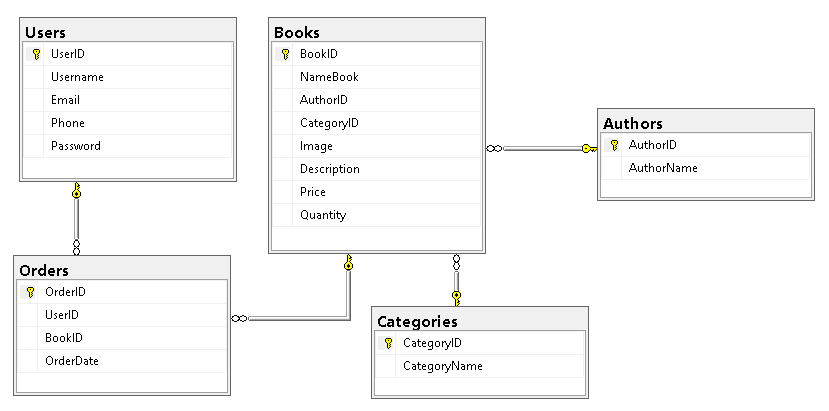 Users
UserID
Username
Email
Phone
Password
Books
BookID
NameBook
AuthorID
CategoryID
Image
Description
Price
Quantity
Authors
AuthorID
AuthorName
Orders
OrderID
UserID
BookID
OrderDate
Categories
CategoryID
CategoryName